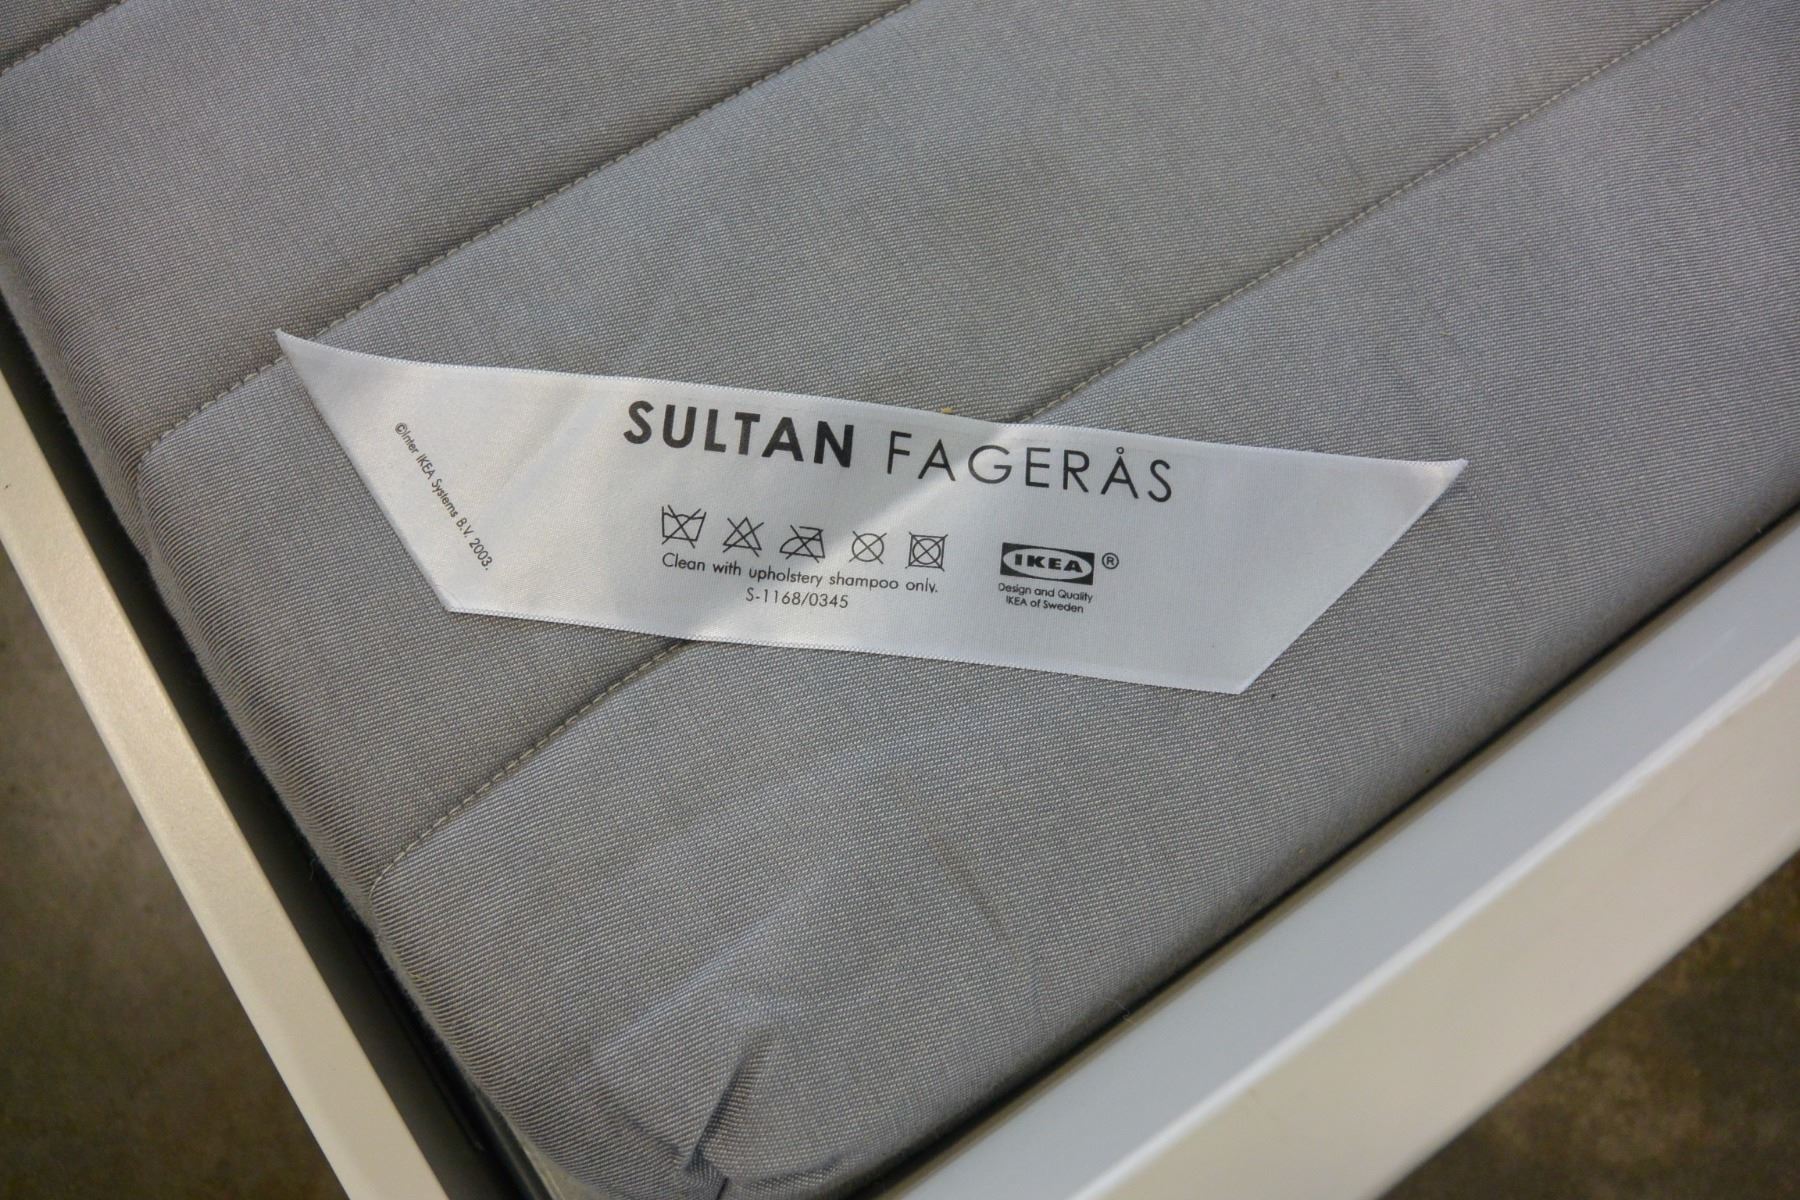 SULTAN FAGERÅS
©Inter IKEA Systems B.V. 2003.
Clean with upholstery shampoo only.
S-1168/0345
IKEA®
Design and Quality
IKEA of Sweden